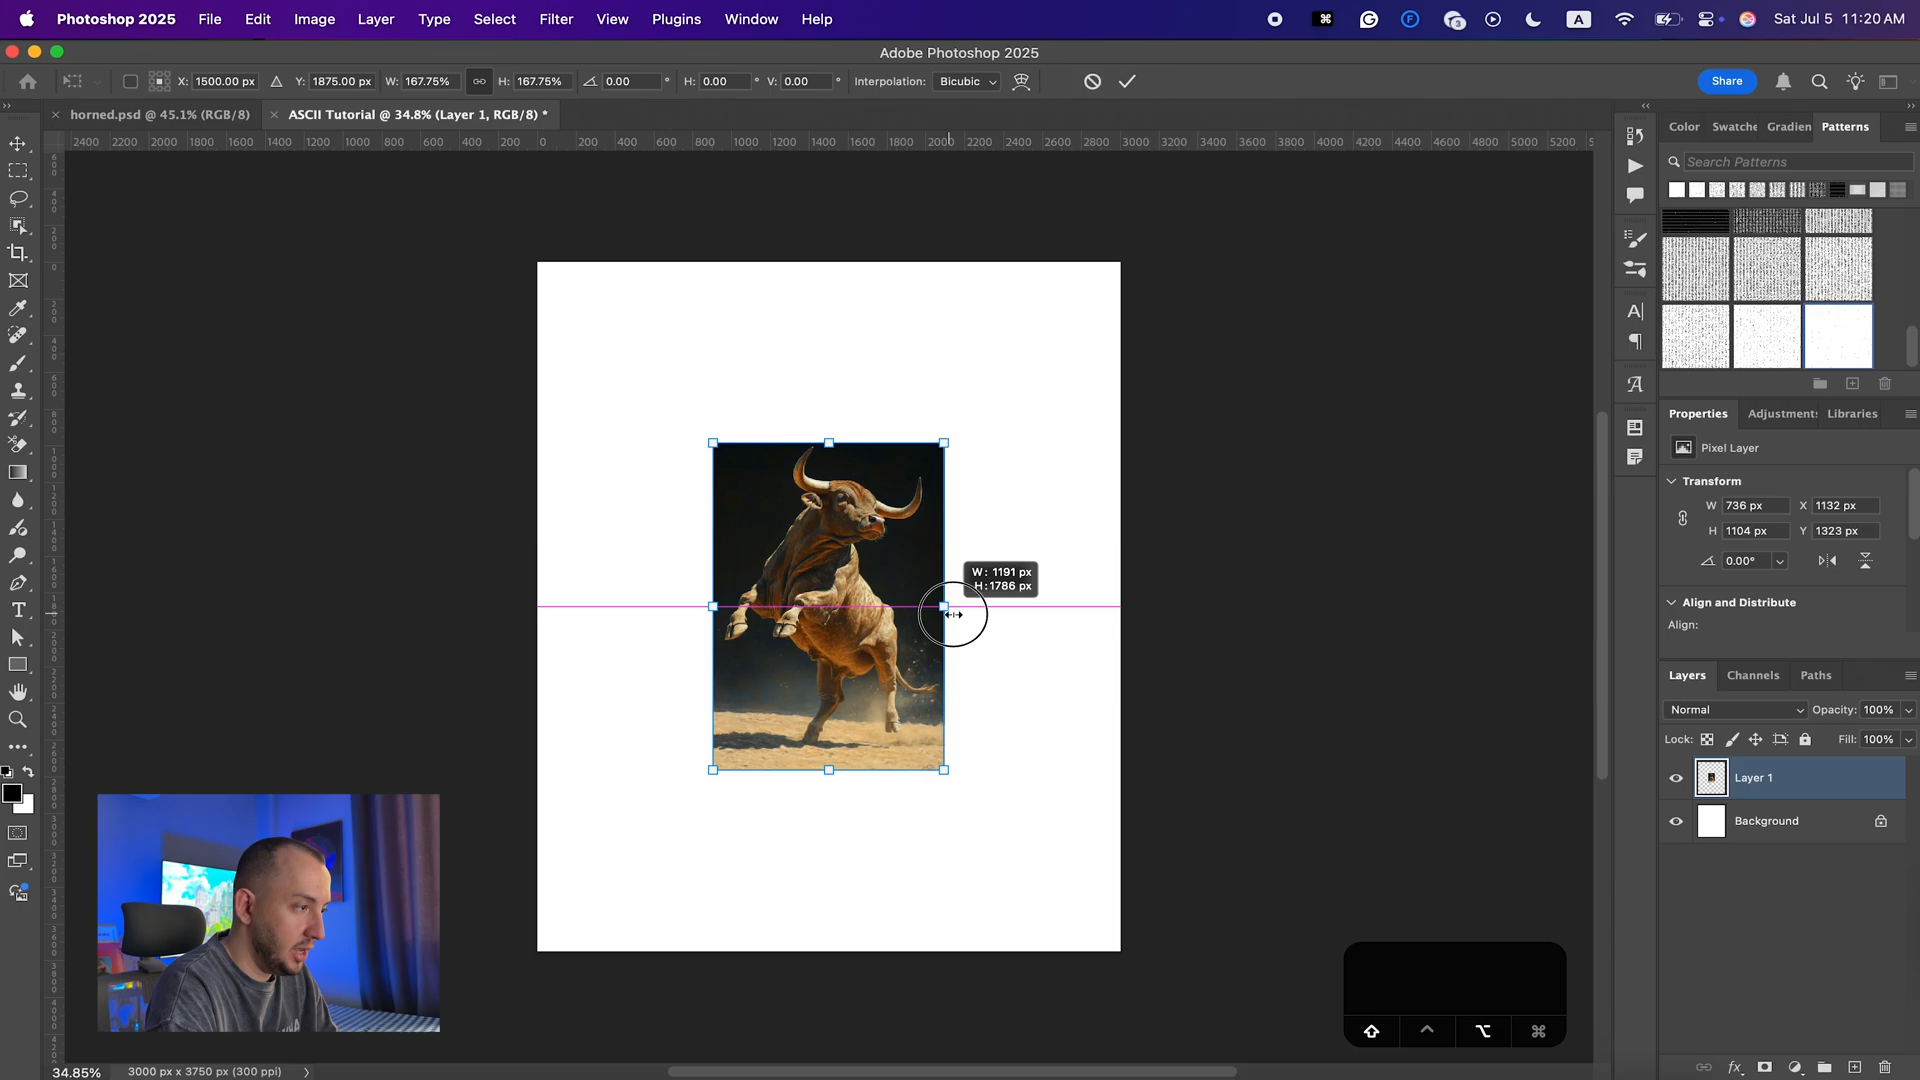 Photoshop 2025 File Edit Image Layer Type Select Filter View Plugins Window Help
3 A Sat Jul 5 11:20 AM
Adobe Photoshop 2025
X: 1500.00 px Y: 1875.00 px W: 167.75% H: 167.75% 0.00 ° H: 0.00 ° V: 0.00 ° Interpolation: Bicubic Share
horned.psd @ 45.1% (RGB/8) ASCII Tutorial @ 34.8% (Layer 1, RGB/8) *
2400 2200 2000 1800 1600 1400 1200 1000 800 600 400 200 0 200 400 600 800 1000 1200 1400 1600 1800 2000 2200 2400 2600 2800 3000 3200 3400 3600 3800 4000 4200 4400 4600 4800 5000 5200
Color Swatche Gradien Patterns
Search Patterns
Properties Adjustment: Libraries
Pixel Layer
Transform
W 736 px X 1132 px
H 1104 px Y 1323 px
0.00°
Align and Distribute
Align:
W: 1191 px
H: 1786 px
Layers Channels Paths
Normal Opacity: 100%
Lock: Fill: 100%
Layer 1
Background
fx
34.85% 3000 px x 3750 px (300 ppi)